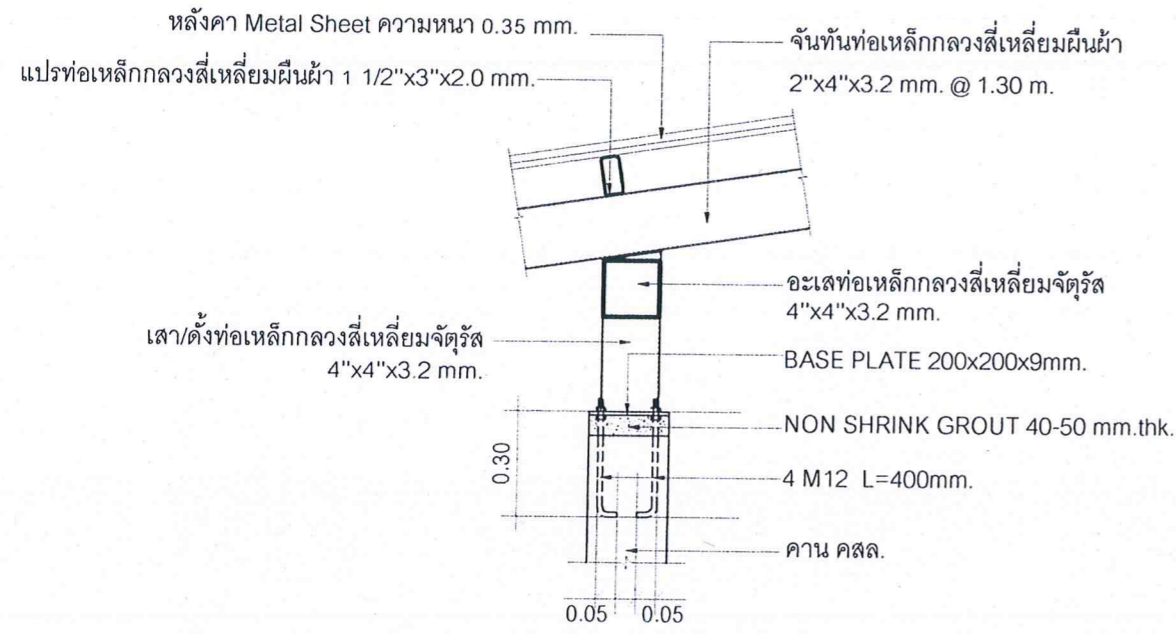 หลังคา Metal Sheet ความหนา 0.35 mm.
แปรท่อเหล็กกลวงสี่เหลี่ยมผืนผ้า 1 1/2"x3"x2.0 mm.
จันทันท่อเหล็กกลวงสี่เหลี่ยมผืนผ้า
2"x4"x3.2 mm. @ 1.30 m.
อะเสท่อเหล็กกลวงสี่เหลี่ยมจัตุรัส
4"x4"x3.2 mm.
เสา/ดั้งท่อเหล็กกลวงสี่เหลี่ยมจัตุรัส
4"x4"x3.2 mm.
BASE PLATE 200x200x9mm.
NON SHRINK GROUT 40-50 mm.thk.
0.30
4 M12 L=400mm.
คาน คสล.
0.05 0.05